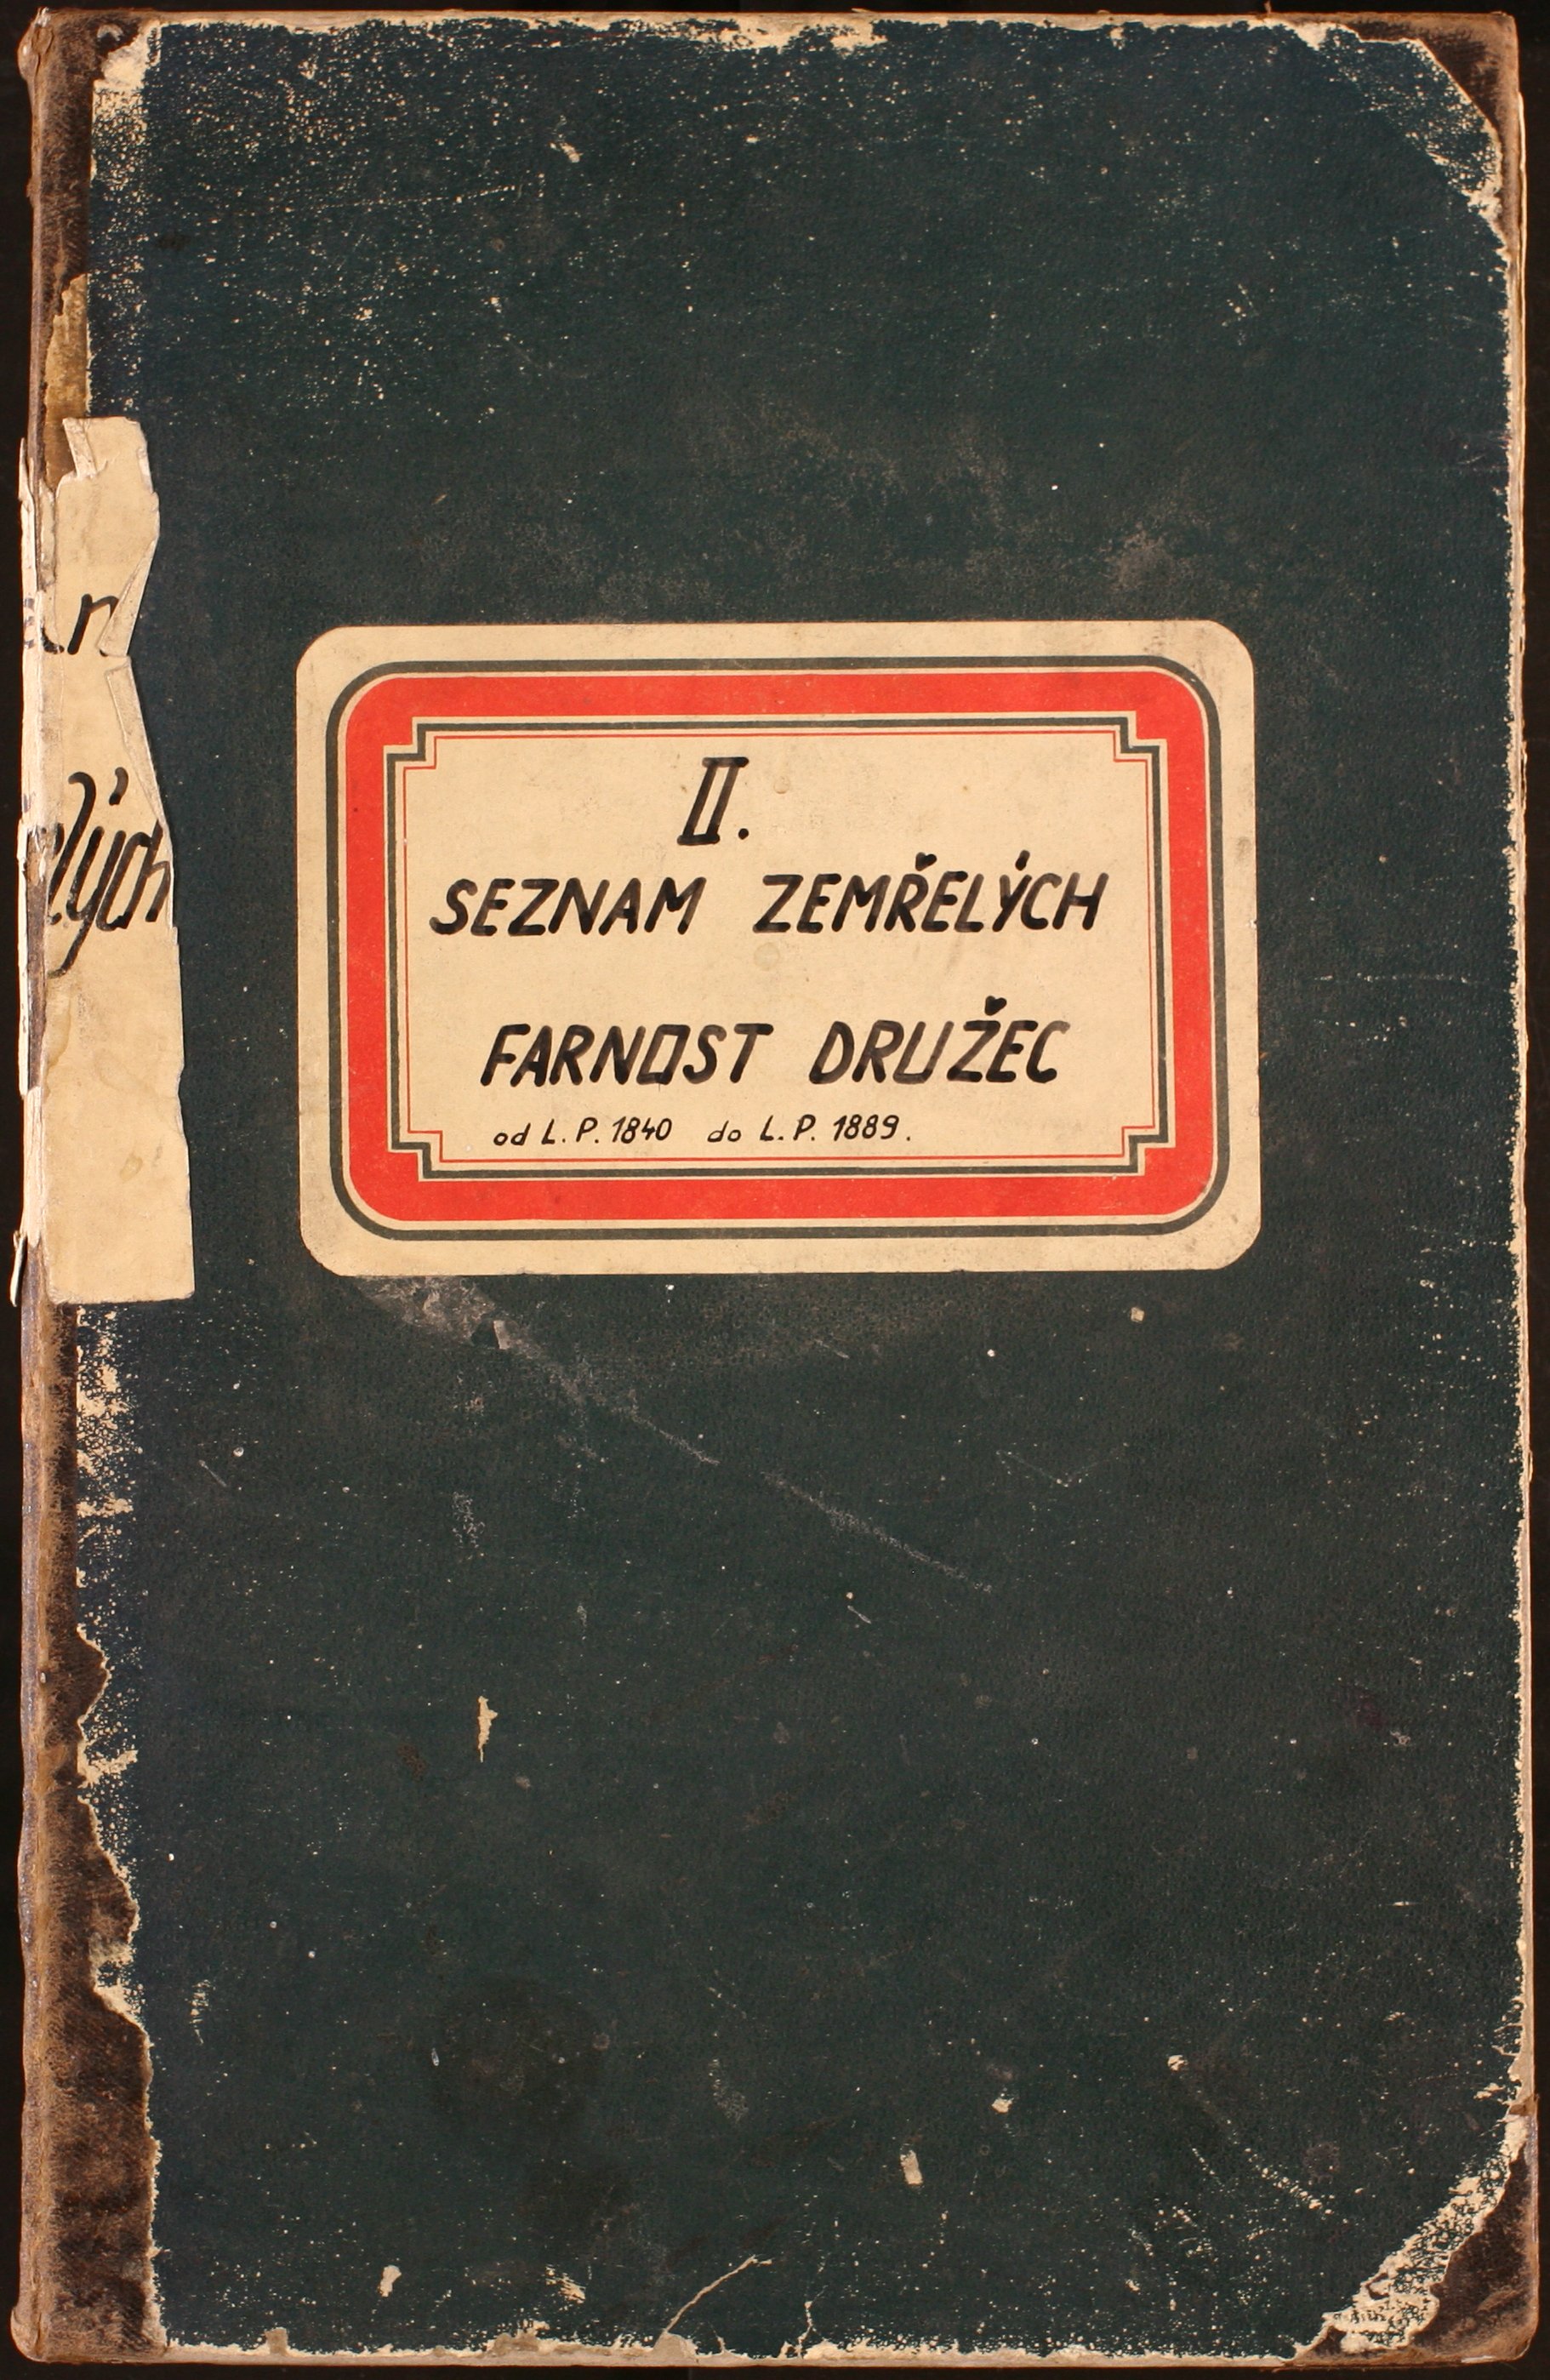 II.
SEZNAM ZEMŘELÝCH
FARNOST DRUŽEC
od L.P. 1840 do L.P. 1889.